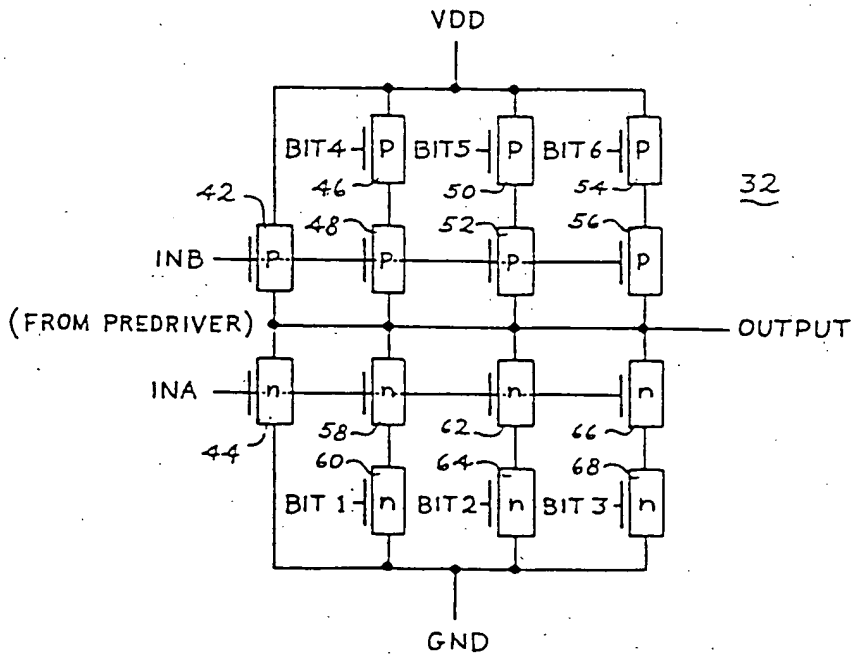 VDD
BIT4 P BIT5 P BIT6 P
46 50 54 32
42 48 52 56
INB P P P P
(FROM PREDRIVER) OUTPUT
INA n n n n
44 58 62 66
60 64 68
BIT 1 n BIT2 n BIT 3 n
GND